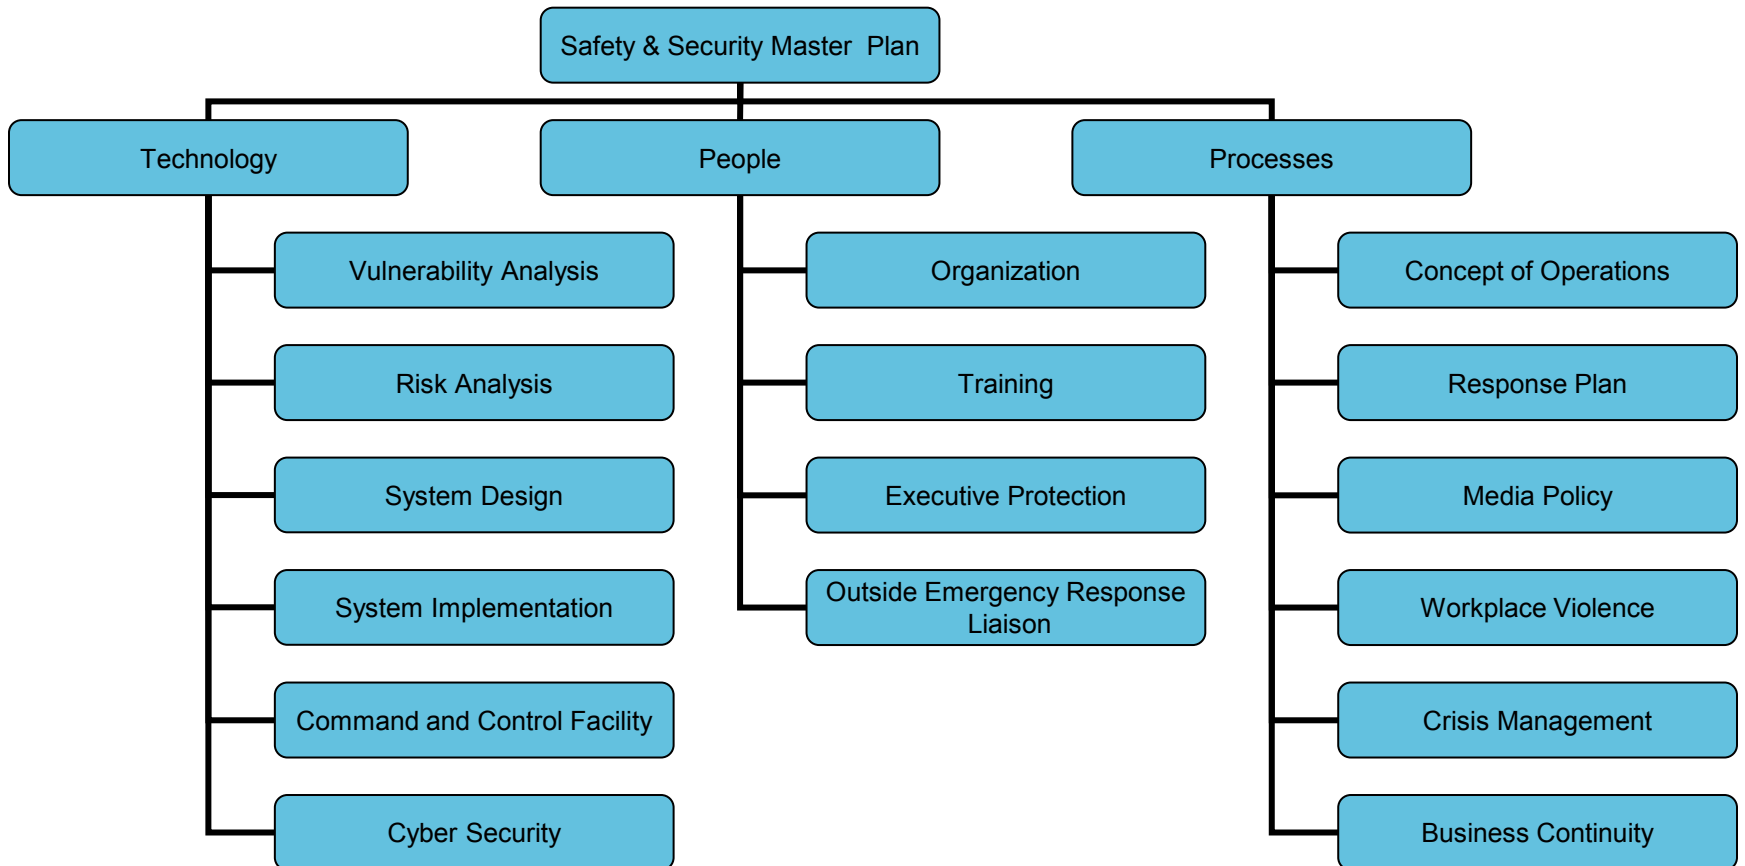 Safety & Security Master  Plan
Technology
People
Processes
Vulnerability Analysis
Organization
Concept of Operations
Risk Analysis
Training
Response Plan
System Design
Executive Protection
Media Policy
System Implementation
Outside Emergency Response
Liaison
Workplace Violence
Command and Control Facility
Crisis Management
Cyber Security
Business Continuity